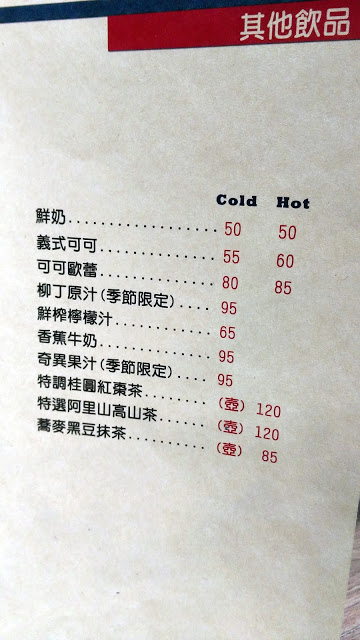 其他飲品
Cold Hot
鮮奶.................. 50 50
義式可可.............. 55 60
可可歐蕾.............. 80 85
柳丁原汁(季節限定).... 95
鮮榨檸檬汁............ 65
香蕉牛奶.............. 95
奇異果汁(季節限定).... 95
特調桂圓紅棗茶........ (壺) 120
特選阿里山高山茶...... (壺) 120
蕎麥黑豆抹茶.......... (壺) 85